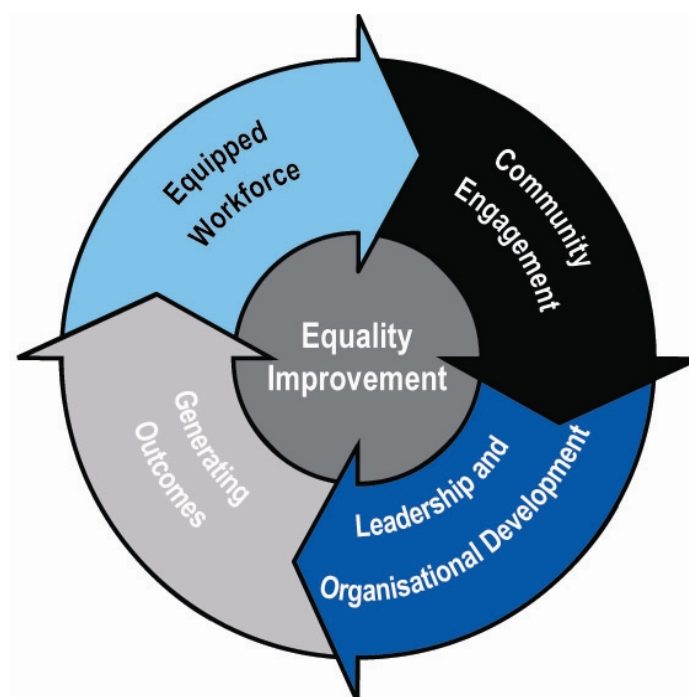 Equipped
Workforce
Community
Engagement
Equality
Improvement
Leadership and
Organisational Development
Generating
Outcomes